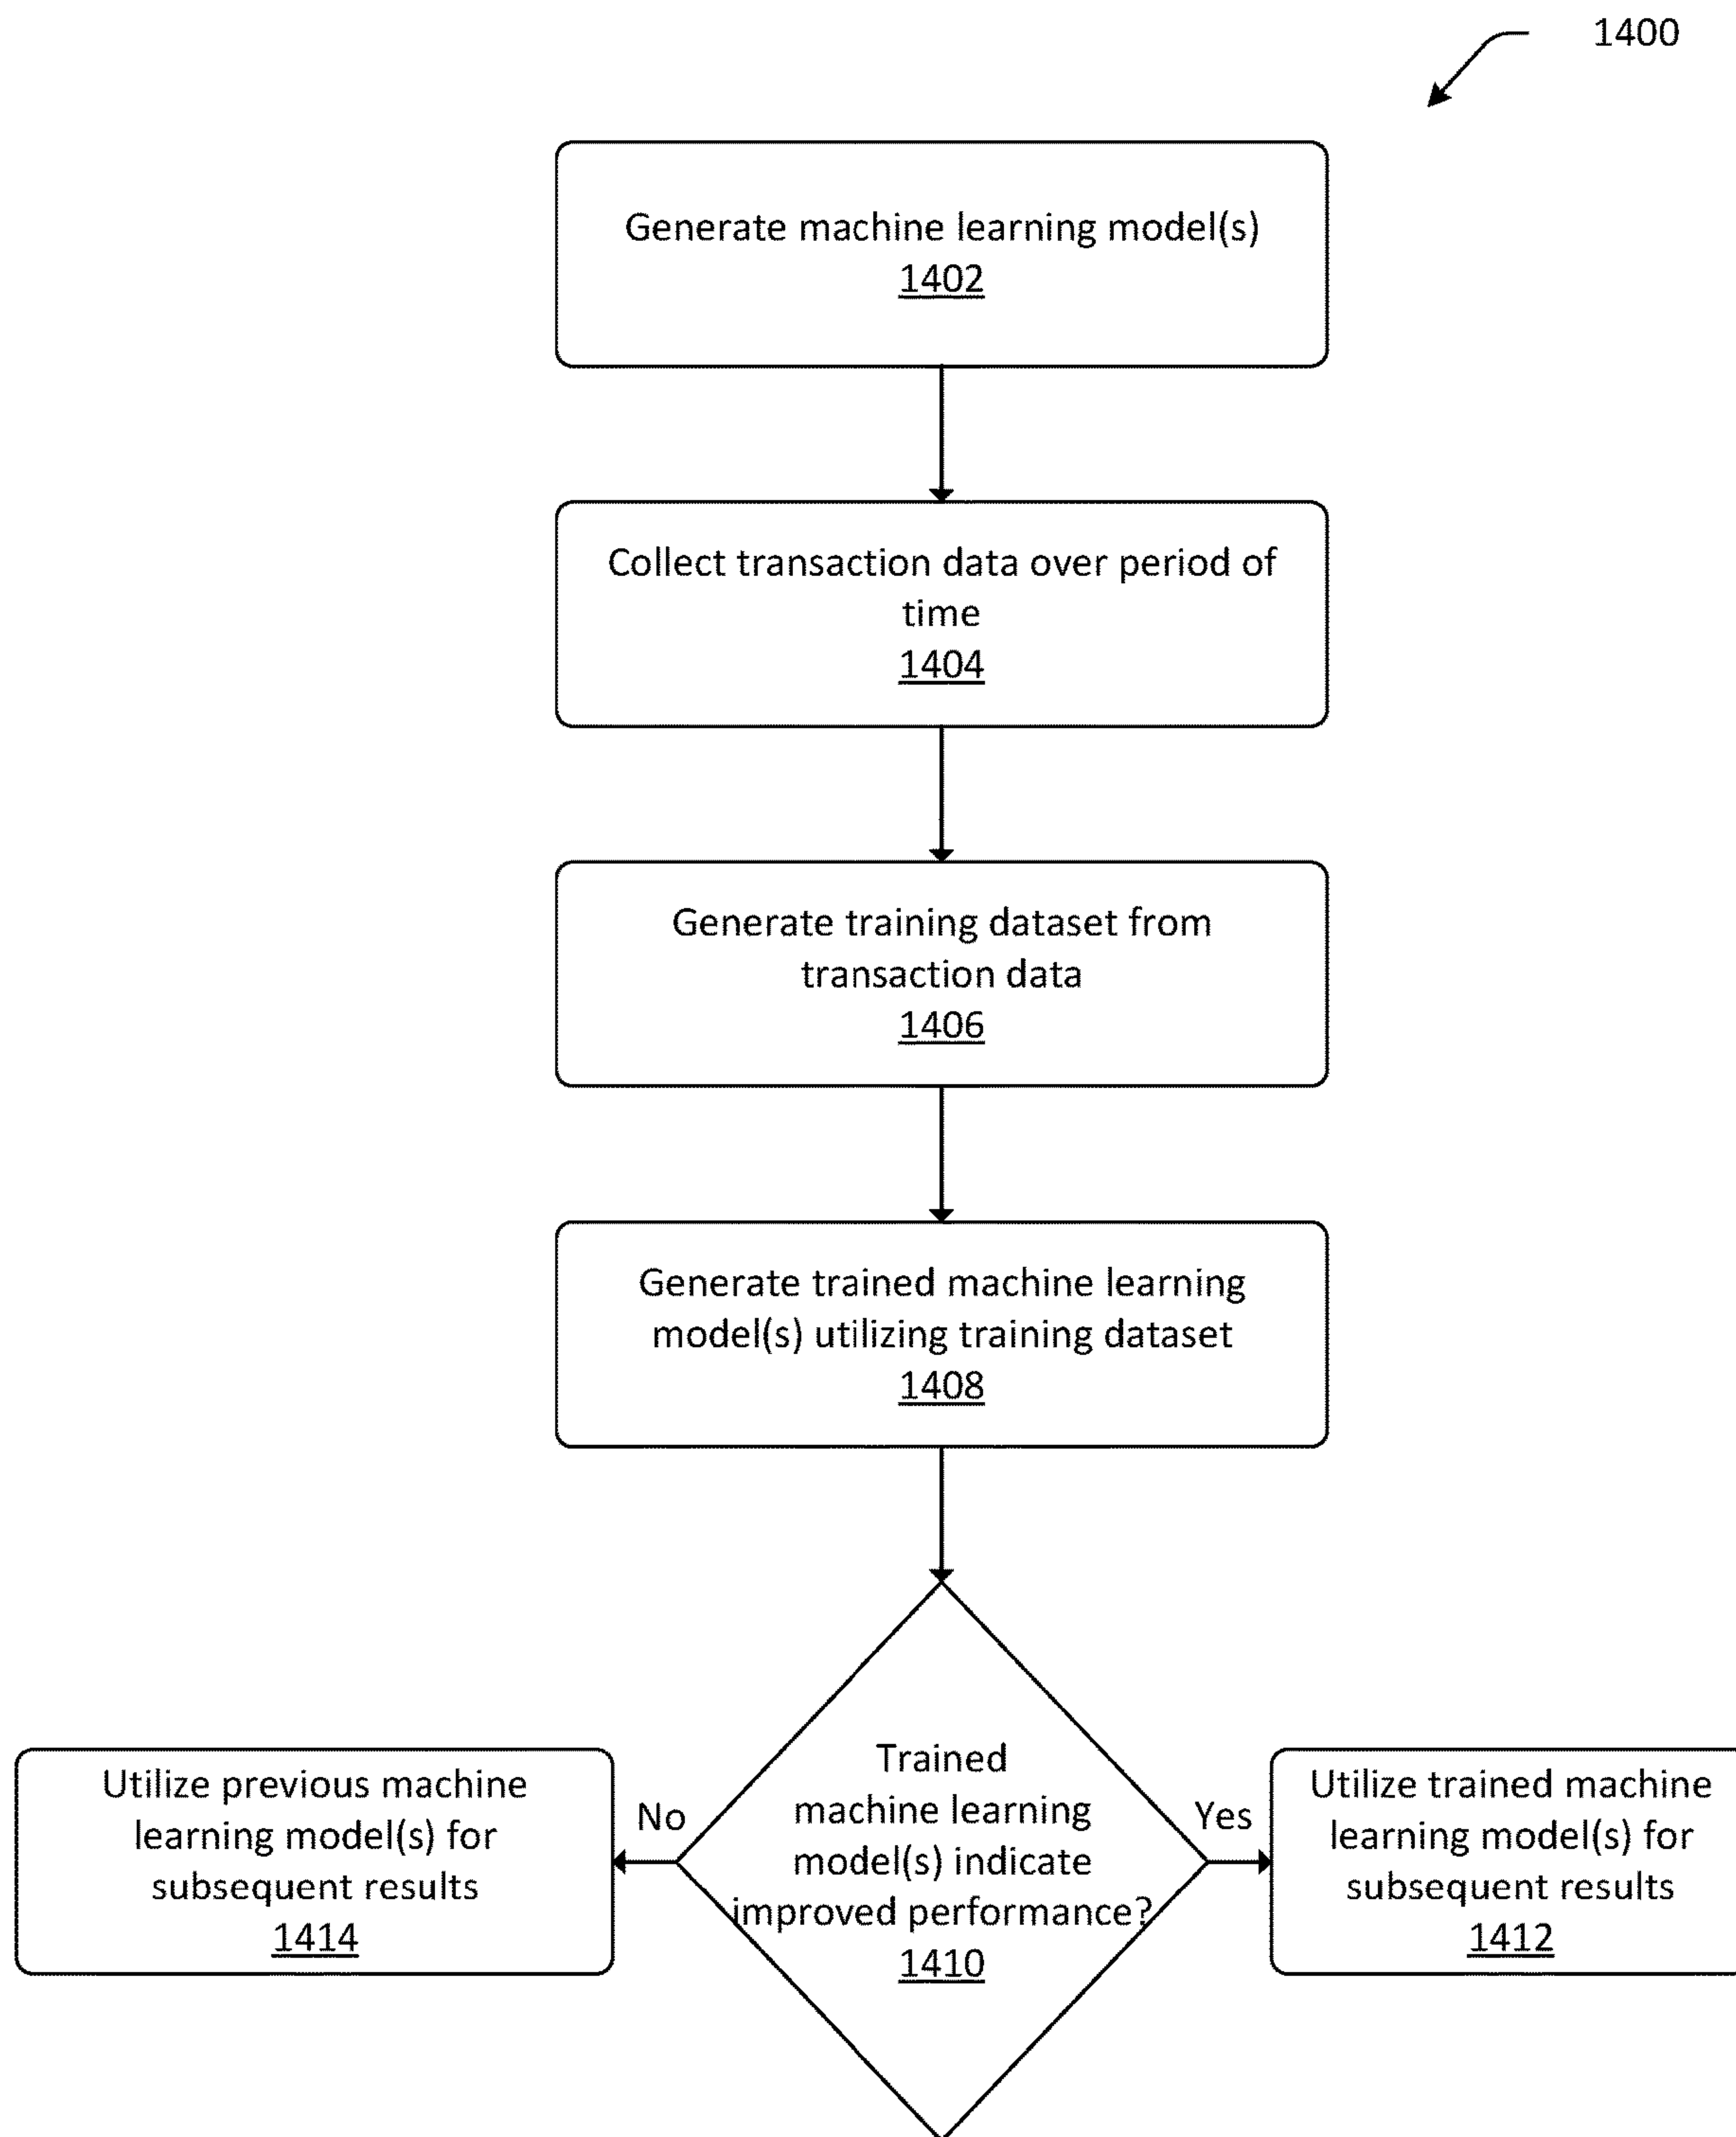 1400
Generate machine learning model(s)
1402
Collect transaction data over period of
time
1404
Generate training dataset from
transaction data
1406
Generate trained machine learning
model(s) utilizing training dataset
1408
Trained
machine learning
model(s) indicate
improved performance?
1410
No
Utilize previous machine
learning model(s) for
subsequent results
1414
Yes
Utilize trained machine
learning model(s) for
subsequent results
1412